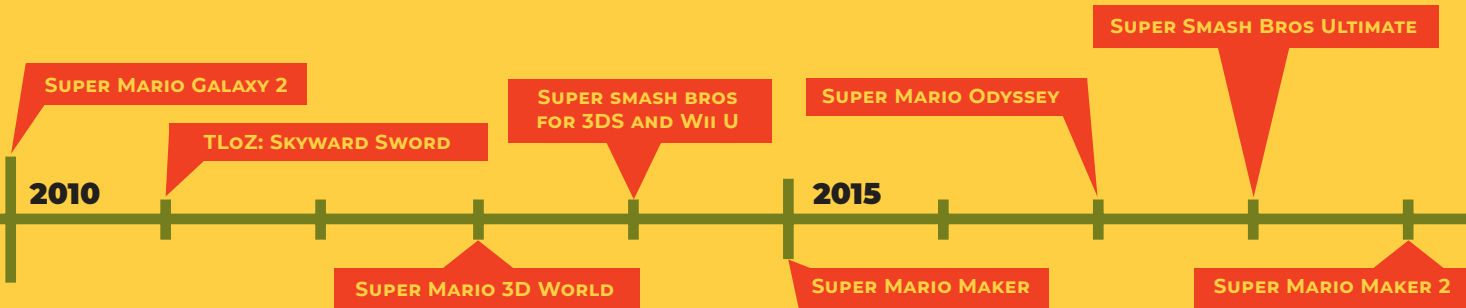 Super Smash Bros Ultimate
Super Mario Galaxy 2
Super smash bros
for 3DS and Wii U
Super Mario Odyssey
TLoZ: Skyward Sword
2010
2015
Super Mario 3D World
Super Mario Maker
Super Mario Maker 2